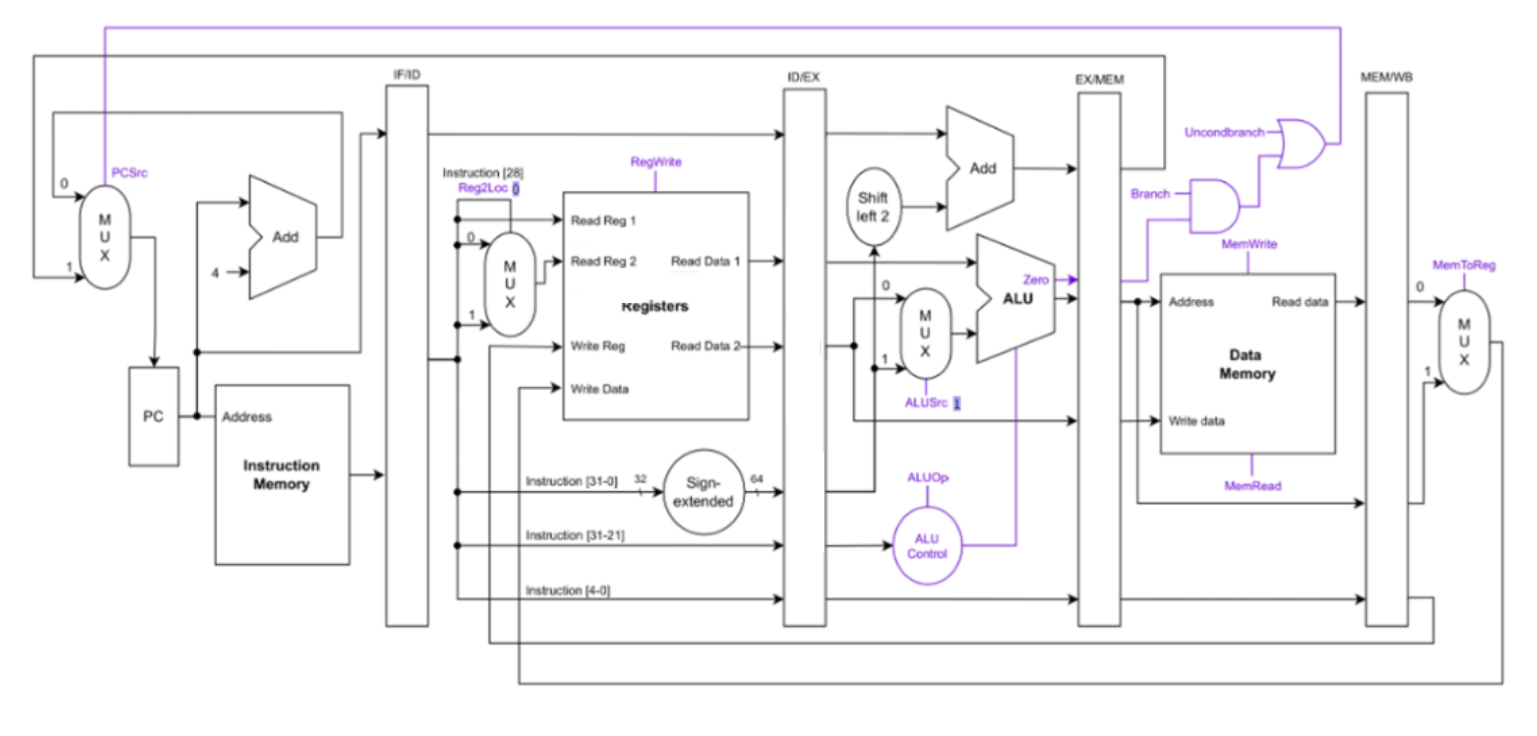 IF/ID
ID/EX
EX/MEM
MEM/WB
PCSrc
0
M
U
X
1
Add
4
PC
Address
Instruction
Memory
Instruction [28]
Reg2Loc 0
0
M
U
X
1
RegWrite
Read Reg 1
Read Reg 2
Read Data 1
Registers
Write Reg
Read Data 2
Write Data
Instruction [31-0]
32
Sign-
extended
64
Instruction [31-21]
Instruction [4-0]
Shift
left 2
Add
0
M
U
X
1
ALUSrc 1
Zero
ALU
ALUOp
ALU
Control
Uncondbranch
Branch
MemWrite
Address
Read data
Data
Memory
Write data
MemRead
MemToReg
0
M
U
X
1